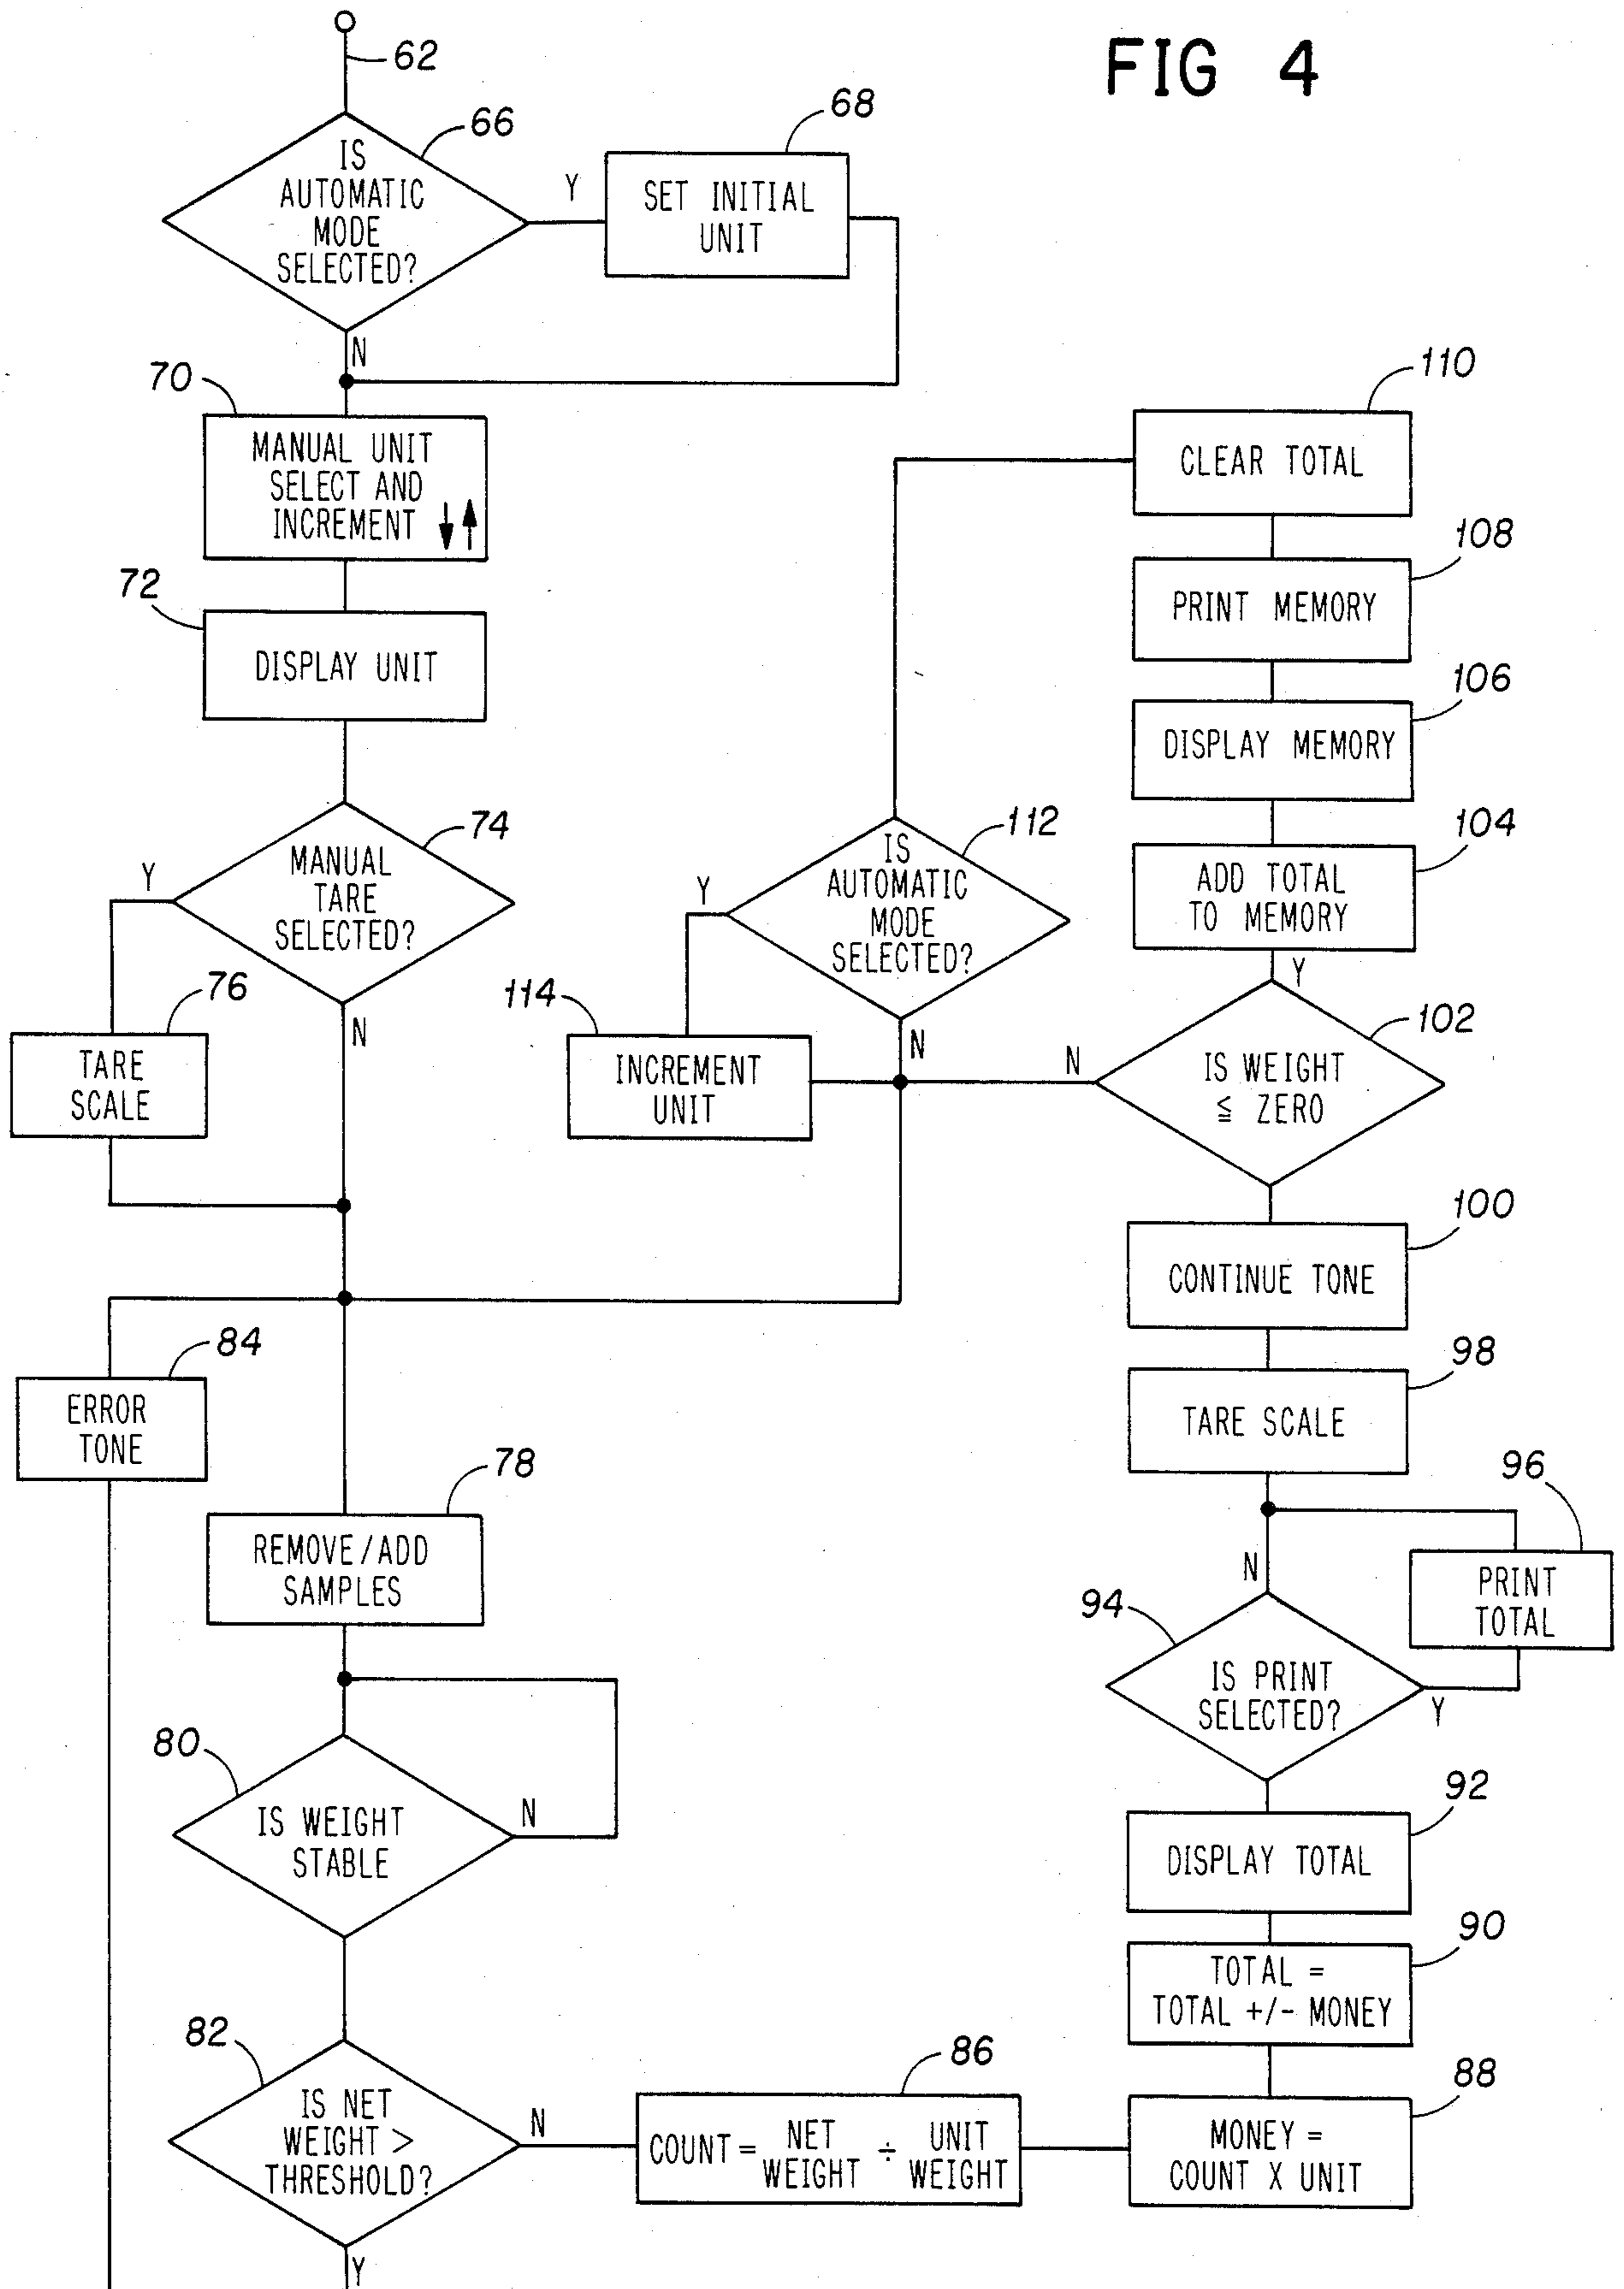 FIG 4
62
66
IS
AUTOMATIC
MODE
SELECTED?
Y
N
68
SET INITIAL
UNIT
70
MANUAL UNIT
SELECT AND
INCREMENT ↓↑
72
DISPLAY UNIT
74
MANUAL
TARE
SELECTED?
Y
N
76
TARE
SCALE
84
ERROR
TONE
78
REMOVE/ADD
SAMPLES
80
IS WEIGHT
STABLE
N
82
IS NET
WEIGHT >
THRESHOLD?
N
Y
86
COUNT = NET WEIGHT ÷ UNIT WEIGHT
88
MONEY =
COUNT X UNIT
90
TOTAL =
TOTAL +/- MONEY
92
DISPLAY TOTAL
94
IS PRINT
SELECTED?
N
Y
96
PRINT
TOTAL
98
TARE SCALE
100
CONTINUE TONE
102
IS WEIGHT
≦ ZERO
N
Y
104
ADD TOTAL
TO MEMORY
106
DISPLAY MEMORY
108
PRINT MEMORY
110
CLEAR TOTAL
112
IS
AUTOMATIC
MODE
SELECTED?
Y
N
114
INCREMENT
UNIT